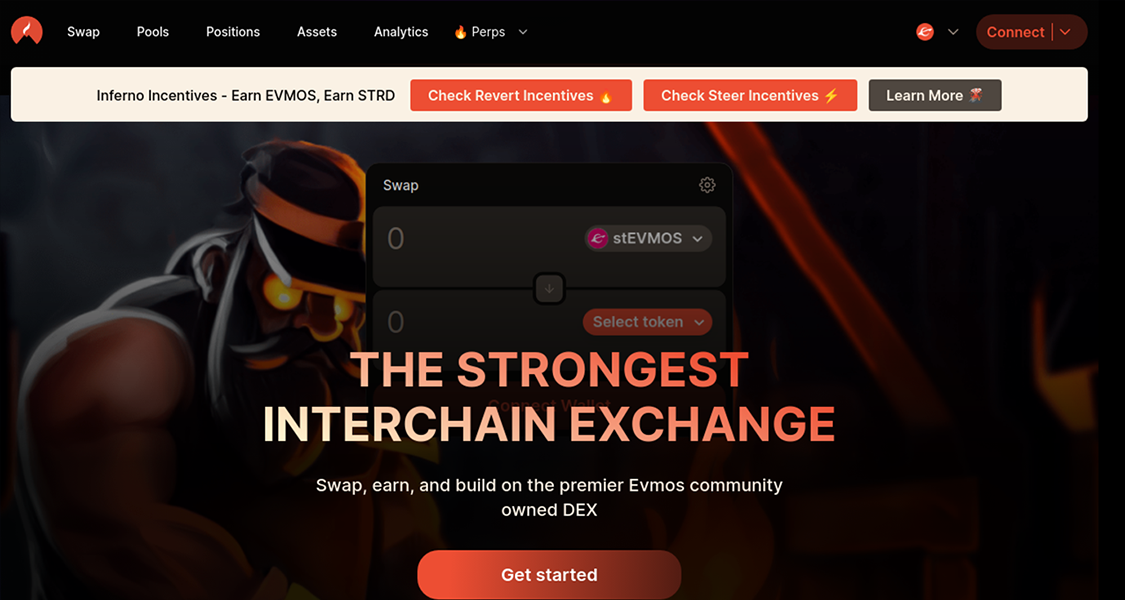 Swap Pools Positions Assets Analytics 🔥 Perps Connect
Inferno Incentives - Earn EVMOS, Earn STRD Check Revert Incentives 🔥 Check Steer Incentives ⚡ Learn More
Swap
0 stEVMOS
0 Select token
Connect Wallet
THE STRONGEST
INTERCHAIN EXCHANGE
Swap, earn, and build on the premier Evmos community
owned DEX
Get started